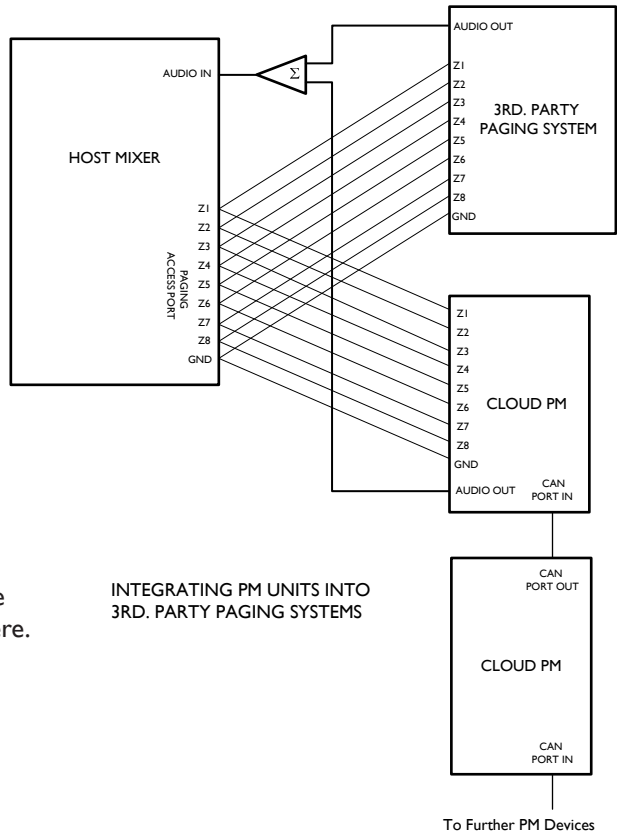 AUDIO OUT
AUDIO IN
Σ
Z1
Z2
Z3
Z4
Z5
Z6
Z7
Z8
GND
3RD. PARTY
PAGING SYSTEM
HOST MIXER
Z1
Z2
Z3
Z4
Z5
Z6
Z7
Z8
GND
PAGING
ACCESS PORT
Z1
Z2
Z3
Z4
Z5
Z6
Z7
Z8
GND
CLOUD PM
AUDIO OUT
CAN
PORT IN
INTEGRATING PM UNITS INTO
3RD. PARTY PAGING SYSTEMS
CAN
PORT OUT
CLOUD PM
CAN
PORT IN
To Further PM Devices